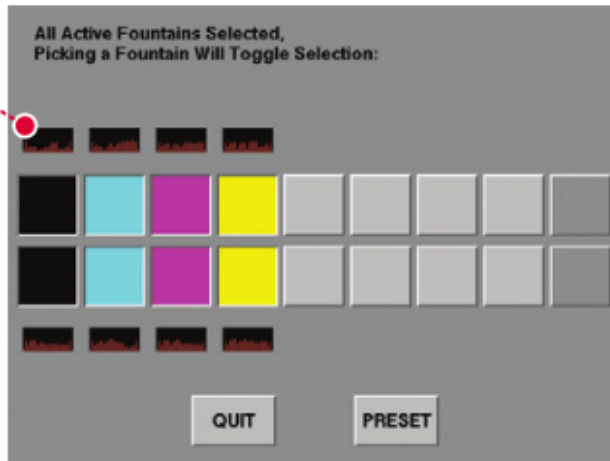 All Active Fountains Selected,
Picking a Fountain Will Toggle Selection:
QUIT
PRESET